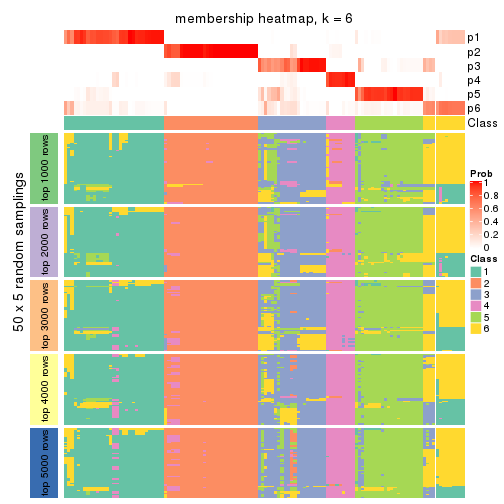 membership heatmap, k = 6
p1
p2
p3
p4
p5
p6
Class
50 x 5 random samplings
top 1000 rows
top 2000 rows
top 3000 rows
top 4000 rows
top 5000 rows
Prob
1
0.8
0.6
0.4
0.2
0
Class
1
2
3
4
5
6